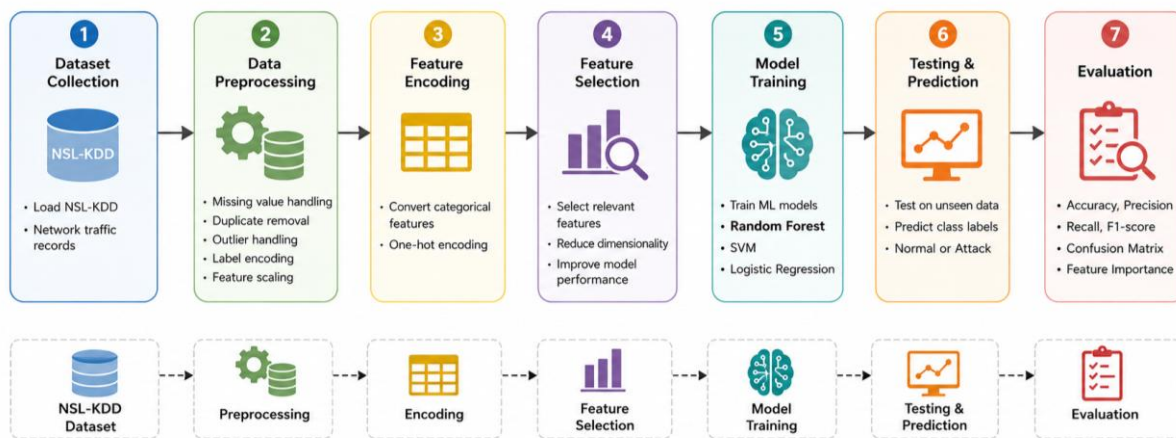 1
Dataset
Collection
NSL-KDD
• Load NSL-KDD
• Network traffic
records
2
Data
Preprocessing
• Missing value handling
• Duplicate removal
• Outlier handling
• Label encoding
• Feature scaling
3
Feature
Encoding
• Convert categorical
features
• One-hot encoding
4
Feature
Selection
• Select relevant
features
• Reduce dimensionality
• Improve model
performance
5
Model
Training
• Train ML models
• Random Forest
• SVM
• Logistic Regression
6
Testing &
Prediction
• Test on unseen data
• Predict class labels
• Normal or Attack
7
Evaluation
• Accuracy, Precision
• Recall, F1-score
• Confusion Matrix
• Feature Importance
NSL-KDD
Dataset
Preprocessing
Encoding
Feature
Selection
Model
Training
Testing &
Prediction
Evaluation